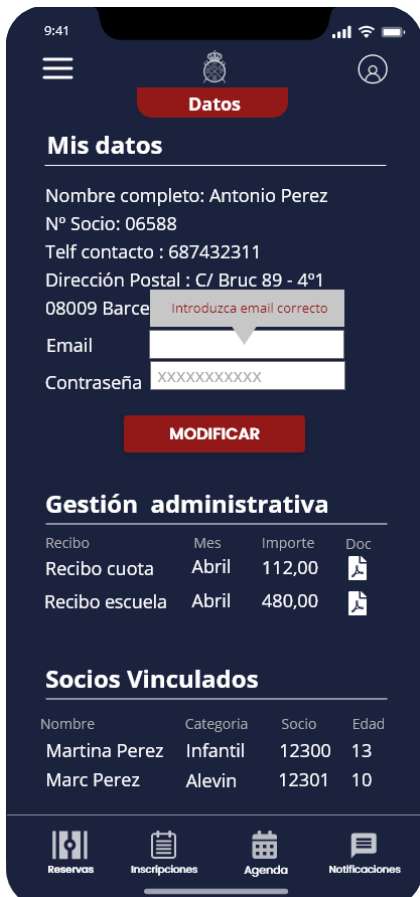 9:41
Datos
Mis datos
Nombre completo: Antonio Perez
Nº Socio: 06588
Telf contacto : 687432311
Dirección Postal : C/ Bruc 89 - 4º1
08009 Barce
Introduzca email correcto
Email
Contraseña XXXXXXXXXXX
MODIFICAR
Gestión administrativa
Recibo Mes Importe Doc
Recibo cuota Abril 112,00
Recibo escuela Abril 480,00
Socios Vinculados
Nombre Categoria Socio Edad
Martina Perez Infantil 12300 13
Marc Perez Alevin 12301 10
Reservas Inscripciones Agenda Notificaciones